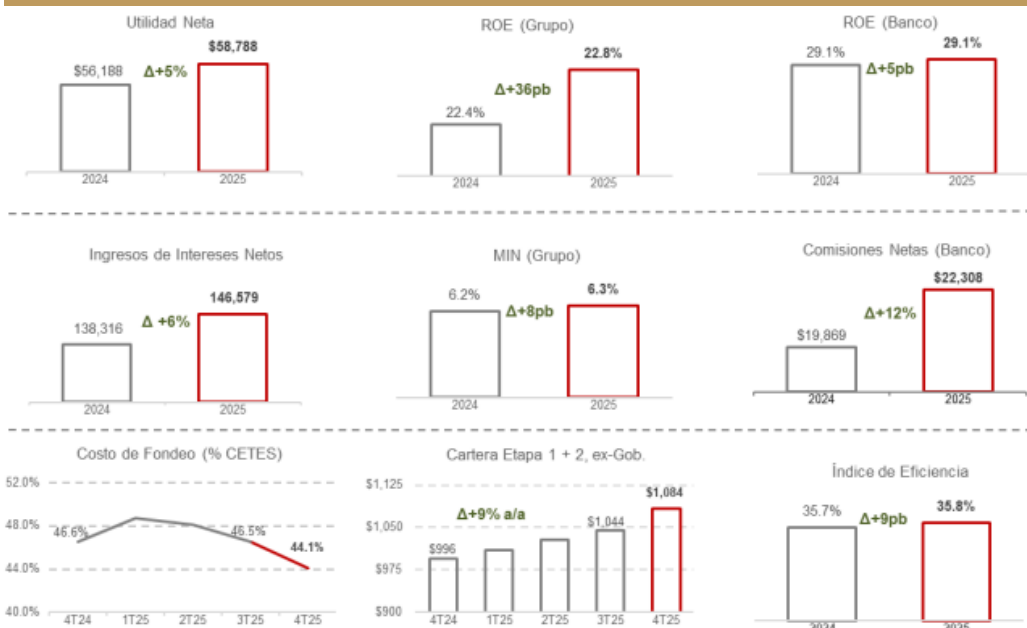 Utilidad Neta
$56,188
Δ+5%
$58,788
2024
2025
ROE (Grupo)
22.4%
Δ+36pb
22.8%
2024
2025
ROE (Banco)
29.1%
Δ+5pb
29.1%
2024
2025
Ingresos de Intereses Netos
138,316
Δ +6%
146,579
2024
2025
MIN (Grupo)
6.2%
Δ+8pb
6.3%
2024
2025
Comisiones Netas (Banco)
$19,869
Δ+12%
$22,308
2024
2025
Costo de Fondeo (% CETES)
52.0%
48.0%
44.0%
40.0%
46.6%
46.5%
44.1%
4T24
1T25
2T25
3T25
4T25
Cartera Etapa 1 + 2, ex-Gob.
$1,125
$1,050
$975
$900
Δ+9% a/a
$996
$1,044
$1,084
4T24
1T25
2T25
3T25
4T25
Índice de Eficiencia
35.7%
Δ+9pb
35.8%
2024
2025